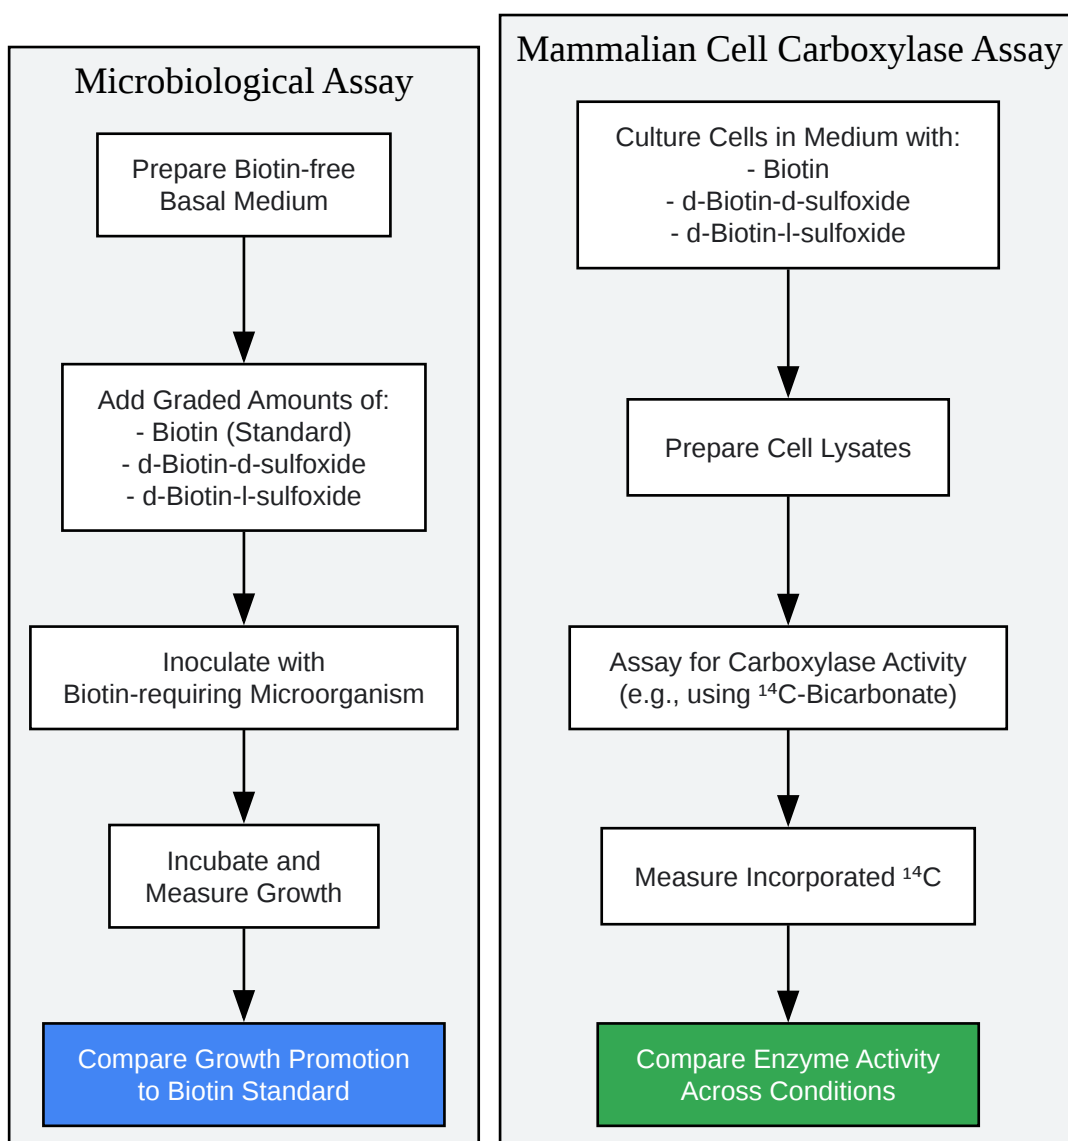 Microbiological Assay
Prepare Biotin-free
Basal Medium
Add Graded Amounts of:
- Biotin (Standard)
- d-Biotin-d-sulfoxide
- d-Biotin-l-sulfoxide
Inoculate with
Biotin-requiring Microorganism
Incubate and
Measure Growth
Compare Growth Promotion
to Biotin Standard
Mammalian Cell Carboxylase Assay
Culture Cells in Medium with:
- Biotin
- d-Biotin-d-sulfoxide
- d-Biotin-l-sulfoxide
Prepare Cell Lysates
Assay for Carboxylase Activity
(e.g., using ¹⁴C-Bicarbonate)
Measure Incorporated ¹⁴C
Compare Enzyme Activity
Across Conditions